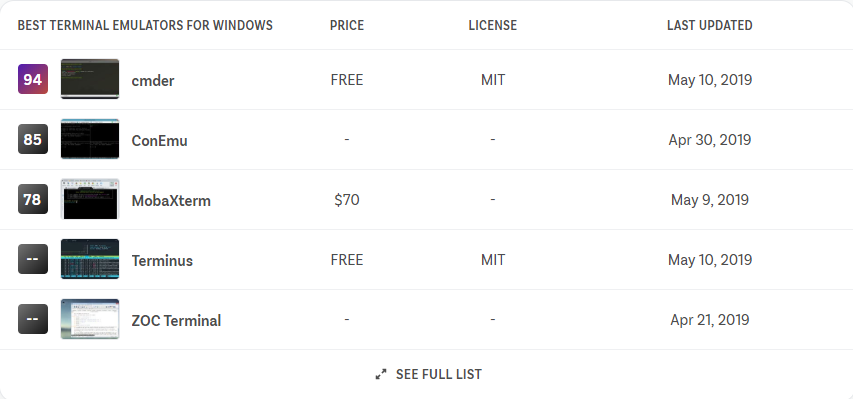 BEST TERMINAL EMULATORS FOR WINDOWS PRICE LICENSE LAST UPDATED
94 cmder FREE MIT May 10, 2019
85 ConEmu - - Apr 30, 2019
78 MobaXterm $70 - May 9, 2019
-- Terminus FREE MIT May 10, 2019
-- ZOC Terminal - - Apr 21, 2019
SEE FULL LIST